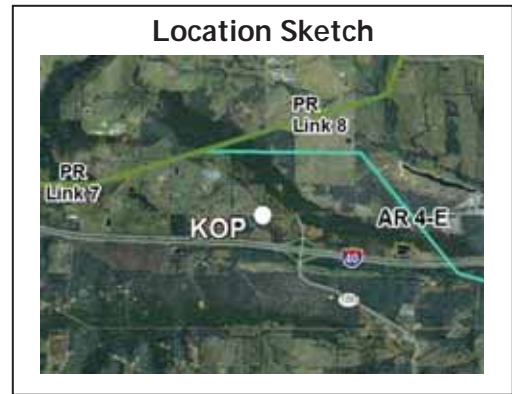 Location Sketch
PR
Link 8
PR
Link 7
AR 4-E
KOP
40